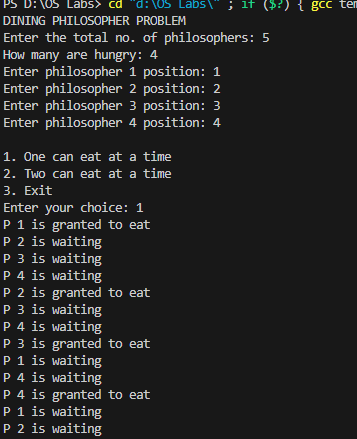 PS D:\OS Labs> cd "d:\OS Labs\" ; if ($?) { gcc
DINING PHILOSOPHER PROBLEM
Enter the total no. of philosophers: 5
How many are hungry: 4
Enter philosopher 1 position: 1
Enter philosopher 2 position: 2
Enter philosopher 3 position: 3
Enter philosopher 4 position: 4
1. One can eat at a time
2. Two can eat at a time
3. Exit
Enter your choice: 1
P 1 is granted to eat
P 2 is waiting
P 3 is waiting
P 4 is waiting
P 2 is granted to eat
P 3 is waiting
P 4 is waiting
P 3 is granted to eat
P 1 is waiting
P 4 is waiting
P 4 is granted to eat
P 1 is waiting
P 2 is waiting